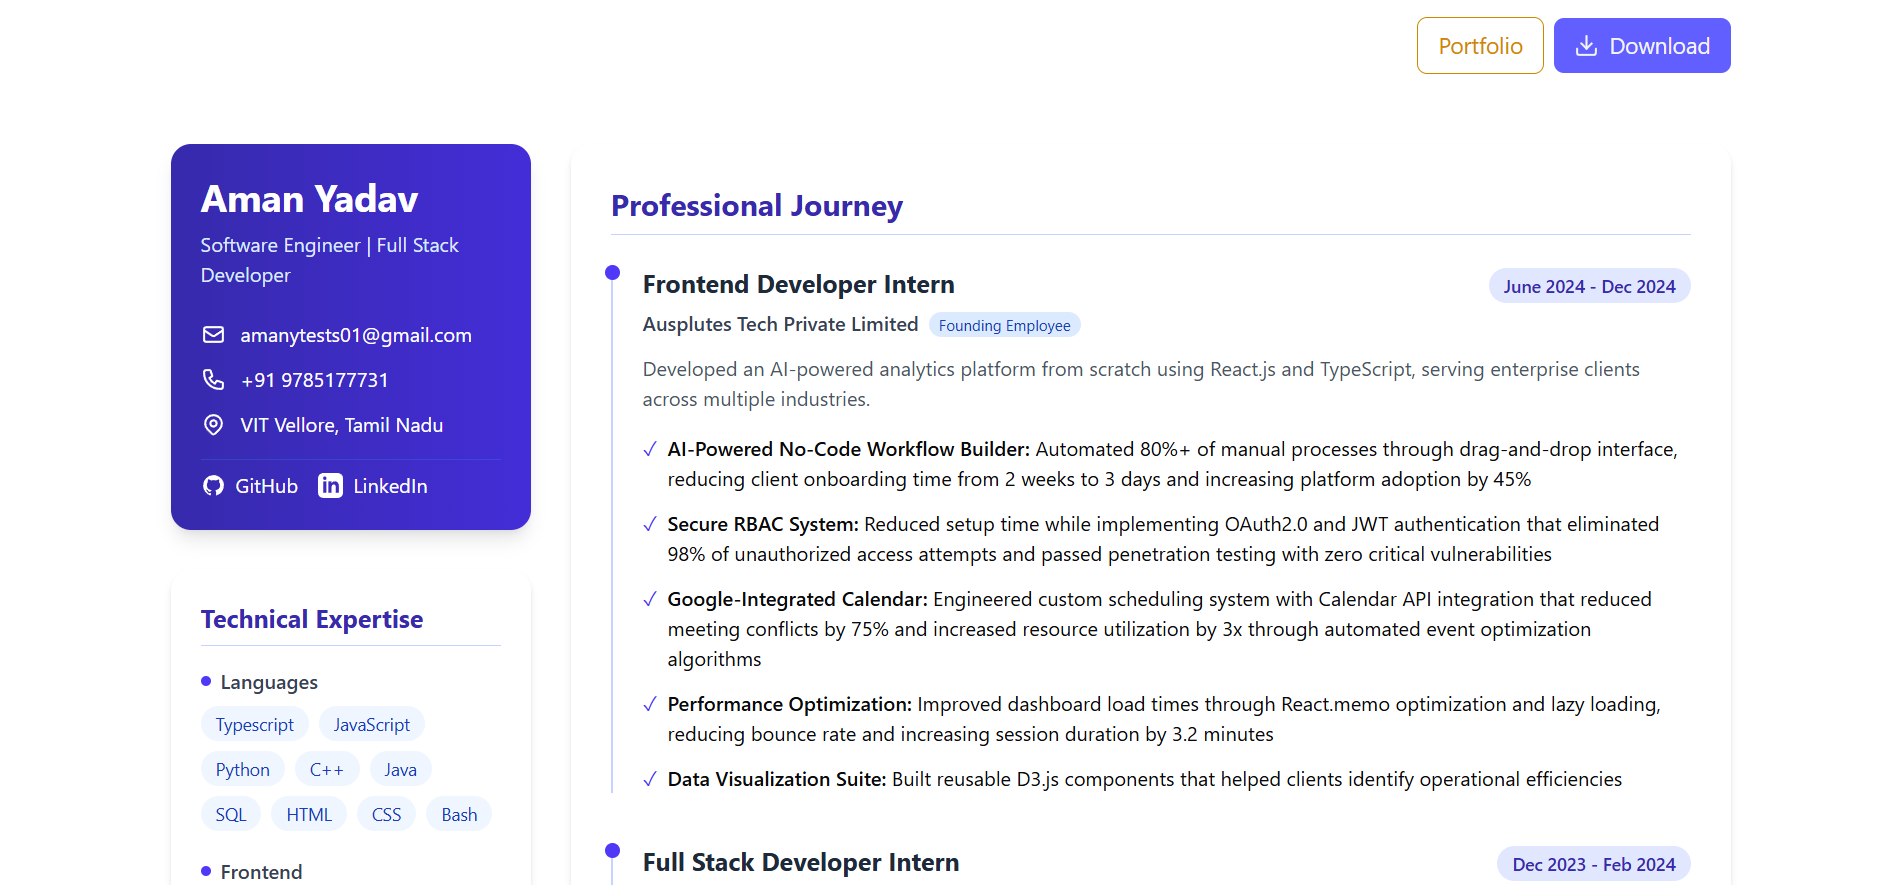 Portfolio
Download
Aman Yadav
Software Engineer | Full Stack
Developer
amanytests01@gmail.com
+91 9785177731
VIT Vellore, Tamil Nadu
GitHub
LinkedIn
Technical Expertise
Languages
Typescript
JavaScript
Python
C++
Java
SQL
HTML
CSS
Bash
Frontend
Professional Journey
Frontend Developer Intern
June 2024 - Dec 2024
Ausplutes Tech Private Limited
Founding Employee
Developed an AI-powered analytics platform from scratch using React.js and TypeScript, serving enterprise clients
across multiple industries.
✓ AI-Powered No-Code Workflow Builder: Automated 80%+ of manual processes through drag-and-drop interface,
reducing client onboarding time from 2 weeks to 3 days and increasing platform adoption by 45%
✓ Secure RBAC System: Reduced setup time while implementing OAuth2.0 and JWT authentication that eliminated
98% of unauthorized access attempts and passed penetration testing with zero critical vulnerabilities
✓ Google-Integrated Calendar: Engineered custom scheduling system with Calendar API integration that reduced
meeting conflicts by 75% and increased resource utilization by 3x through automated event optimization
algorithms
✓ Performance Optimization: Improved dashboard load times through React.memo optimization and lazy loading,
reducing bounce rate and increasing session duration by 3.2 minutes
✓ Data Visualization Suite: Built reusable D3.js components that helped clients identify operational efficiencies
Full Stack Developer Intern
Dec 2023 - Feb 2024